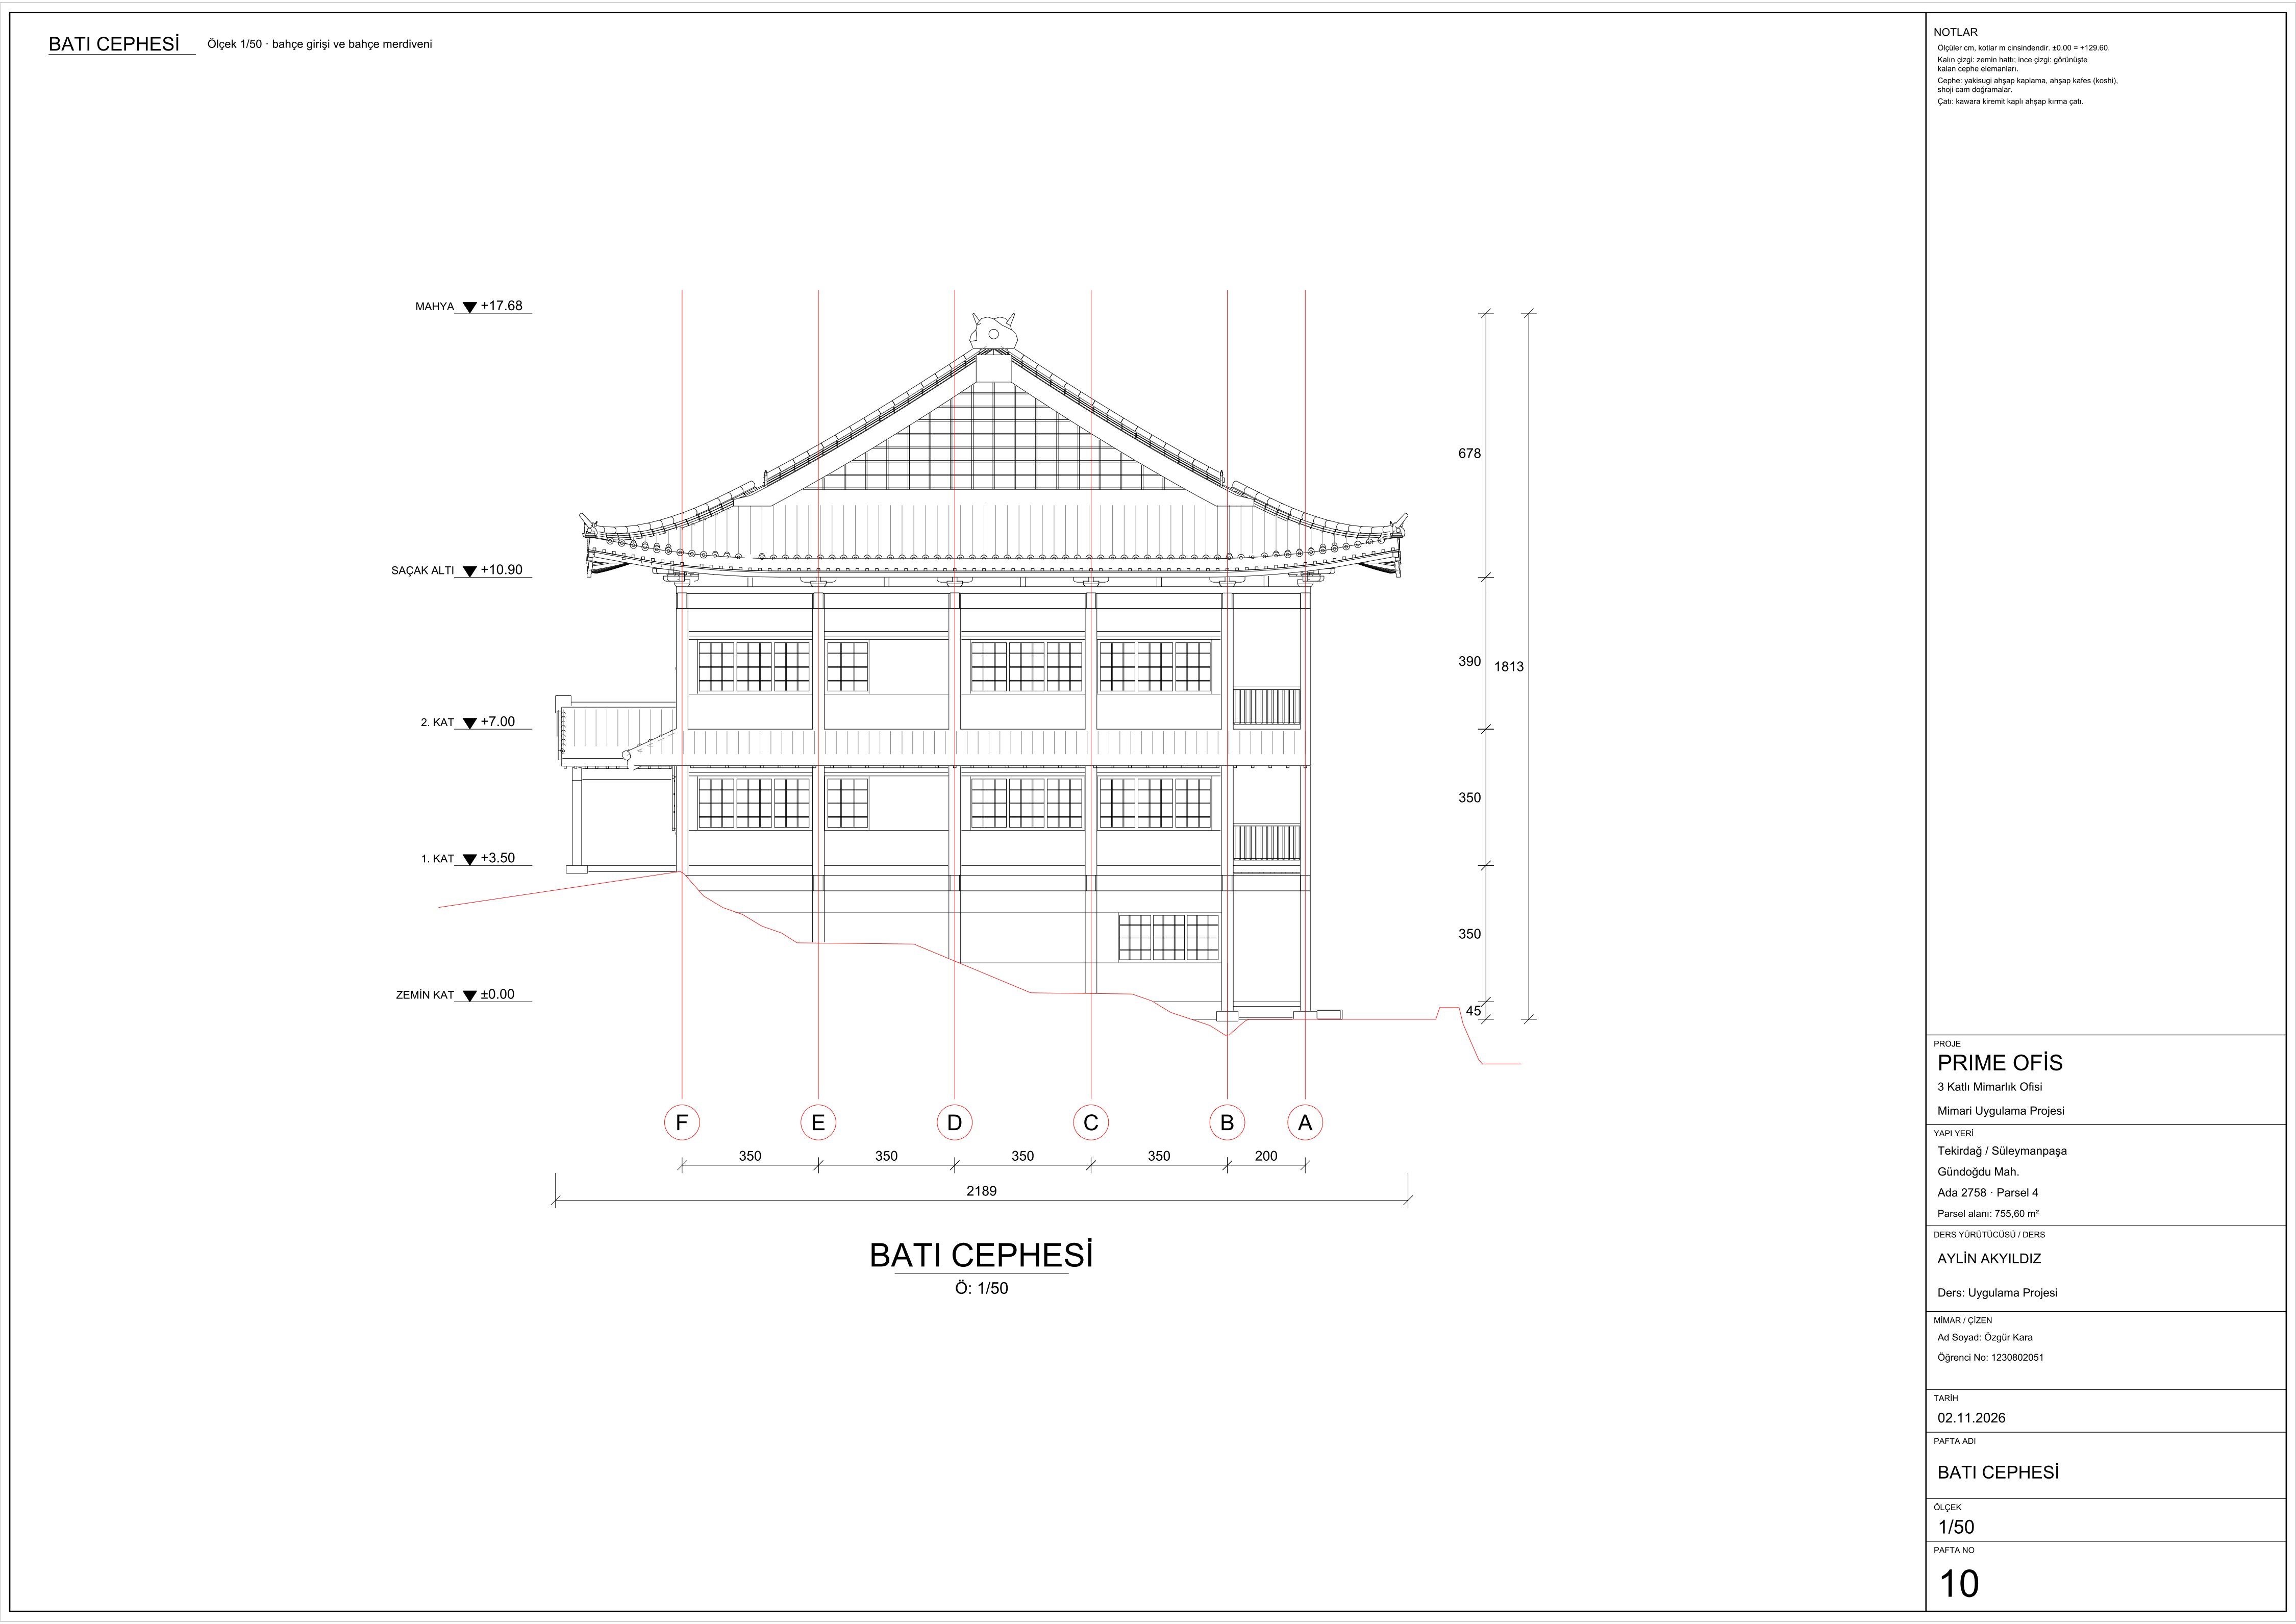 BATI CEPHESİ
Ölçek 1/50 · bahçe girişi ve bahçe merdiveni
MAHYA +17.68
SAÇAK ALTI +10.90
2. KAT +7.00
1. KAT +3.50
ZEMİN KAT ±0.00
678
390
1813
350
350
45
F E D C B A
350 350 350 350 200
2189
BATI CEPHESİ
Ö: 1/50
NOTLAR
Ölçüler cm, kotlar m cinsindendir. ±0.00 = +129.60.
Kalın çizgi: zemin hattı; ince çizgi: görünüşte
kalan cephe elemanları.
Cephe: yakisugi ahşap kaplama, ahşap kafes (koshi),
shoji cam doğramalar.
Çatı: kawara kiremit kaplı ahşap kırma çatı.
PROJE
PRIME OFİS
3 Katlı Mimarlık Ofisi
Mimari Uygulama Projesi
YAPI YERİ
Tekirdağ / Süleymanpaşa
Gündoğdu Mah.
Ada 2758 · Parsel 4
Parsel alanı: 755,60 m²
DERS YÜRÜTÜCÜSÜ / DERS
AYLİN AKYILDIZ
Ders: Uygulama Projesi
MİMAR / ÇİZEN
Ad Soyad: Özgür Kara
Öğrenci No: 1230802051
TARİH
02.11.2026
PAFTA ADI
BATI CEPHESİ
ÖLÇEK
1/50
PAFTA NO
10